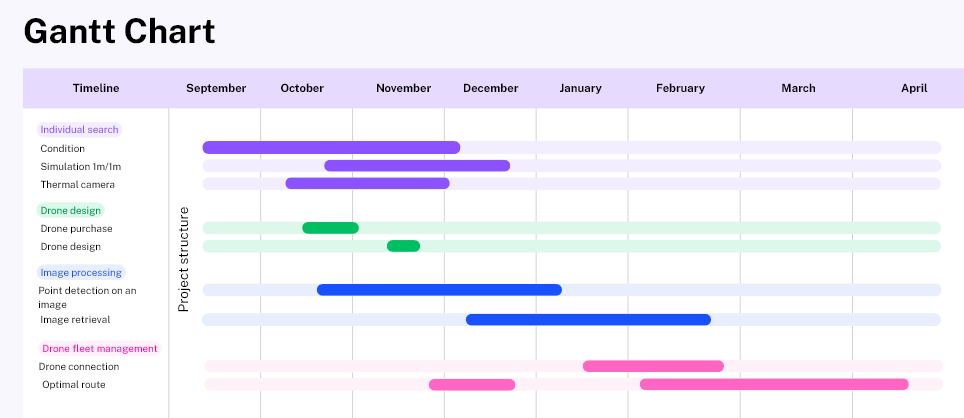 Gantt Chart
Timeline September October November December January February March April
Individual search
Condition
Simulation 1m/1m
Thermal camera
Drone design
Drone purchase
Drone design
Image processing
Point detection on an
image
Image retrieval
Drone fleet management
Drone connection
Optimal route
Project structure